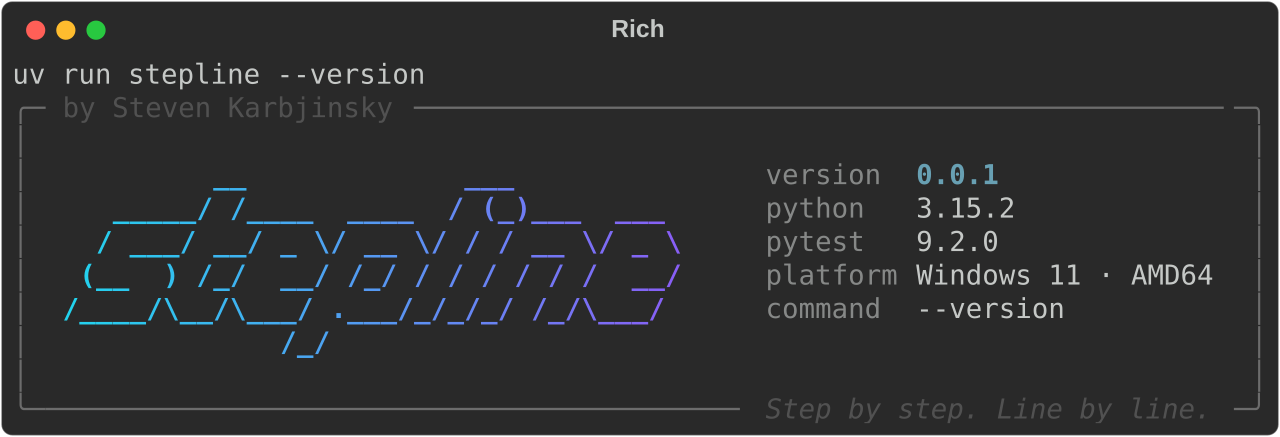 Rich
uv run stepline --version
by Steven Karbjinsky
stepline
version 0.0.1
python 3.15.2
pytest 9.2.0
platform Windows 11 · AMD64
command --version
Step by step. Line by line.